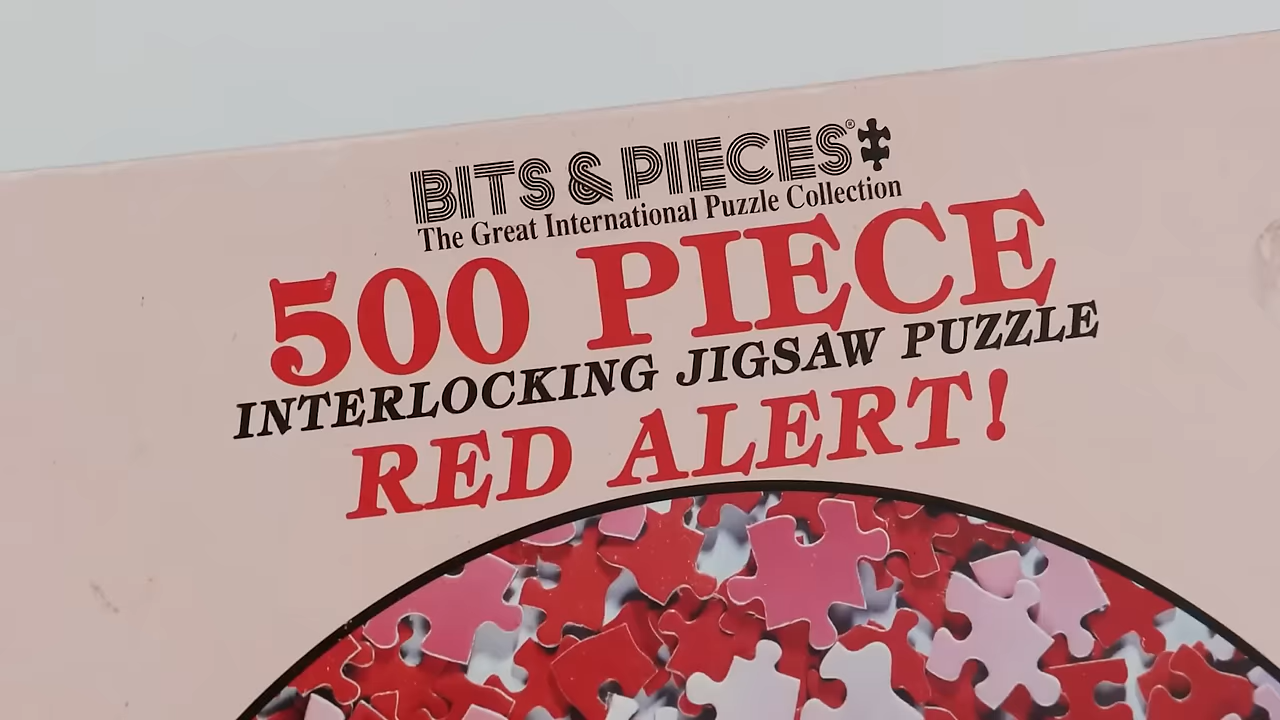 BITS & PIECES®
The Great International Puzzle Collection
500 PIECE
INTERLOCKING JIGSAW PUZZLE
RED ALERT!